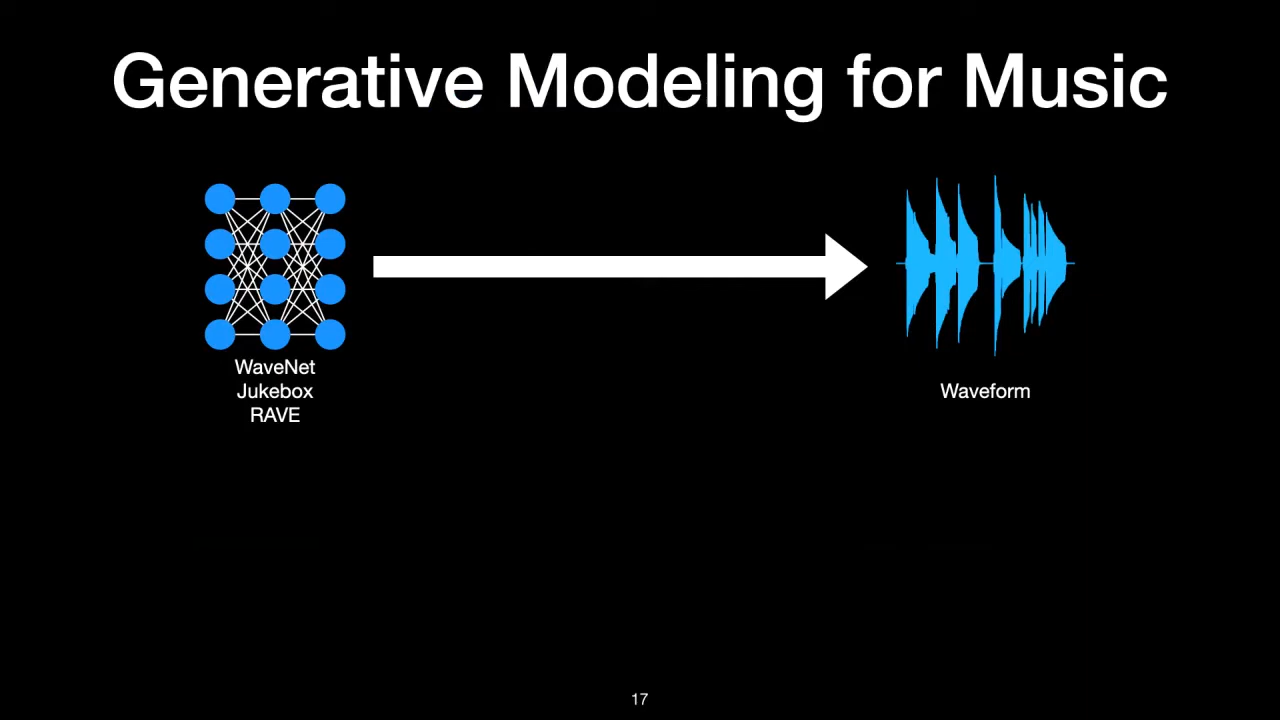 Generative Modeling for Music
WaveNet
Jukebox
RAVE
Waveform
17